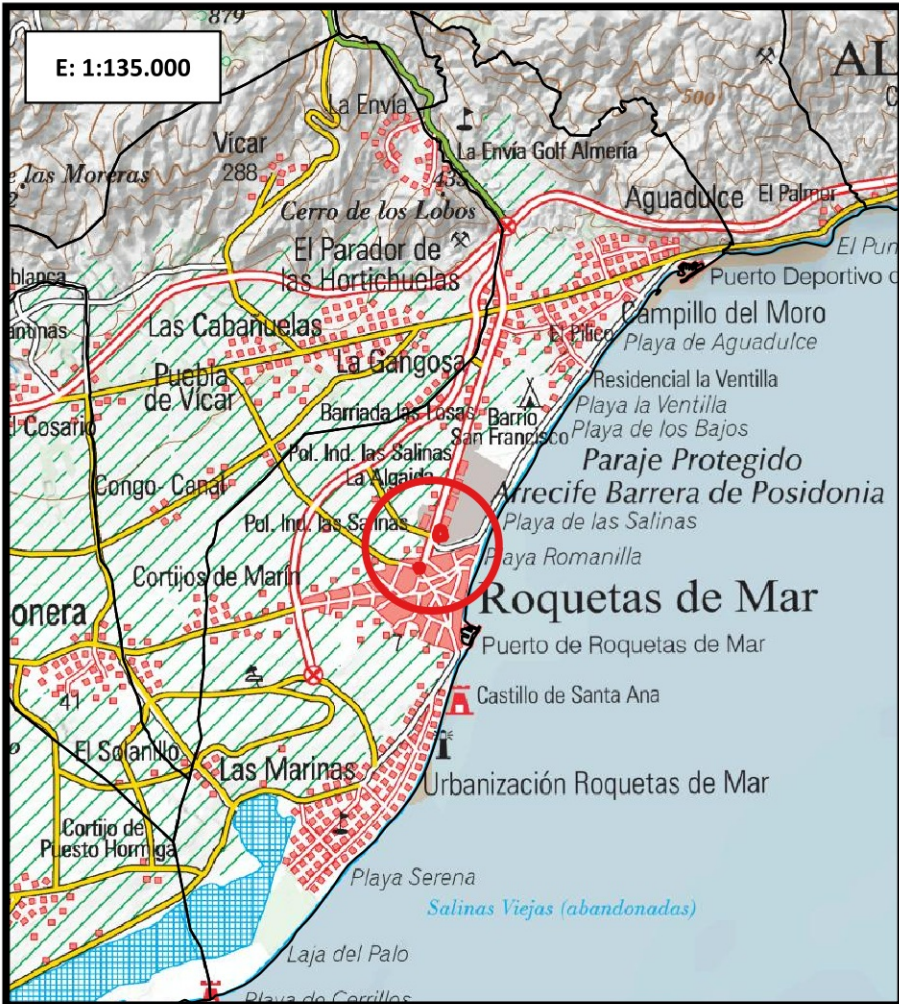 879
E: 1:135.000
AL
La Envía
500
Vícar
288
La Envía Golf Almería
e las Moreras
433
Aguadulce
El Palmer
Cerro de los Lobos
El Parador de
las Hortichuelas
El Pun
Puerto Deportivo d
blanca
Campillo del Moro
antinas
Las Cabañuelas
El Pilico
Playa de Aguadulce
La Gangosa
Puebla
de Vícar
Residencial la Ventilla
Barriada las Losas
Barrio
San Francisco
Playa la Ventilla
l Cosario
Playa de los Bajos
Pol. Ind. las Salinas
La Algaida
Paraje Protegido
Arrecife Barrera de Posidonia
Congo- Canal
Pol. Ind. las Salinas
Playa de las Salinas
Playa Romanilla
Cortijos de Marín
Roquetas de Mar
onera
7
Puerto de Roquetas de Mar
41
Castillo de Santa Ana
El Solanillo
Las Marinas
Urbanización Roquetas de Mar
Cortijo de
Puesto Hormiga
Playa Serena
Salinas Viejas (abandonadas)
Laja del Palo
Playa de Cerrillos